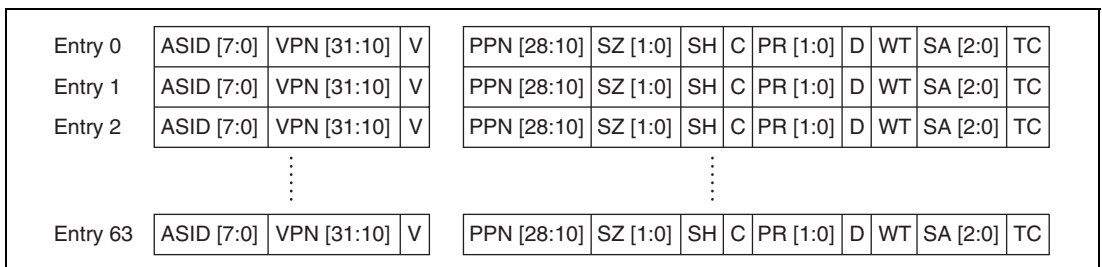 Entry 0 ASID [7:0] VPN [31:10] V PPN [28:10] SZ [1:0] SH C PR [1:0] D WT SA [2:0] TC
Entry 1 ASID [7:0] VPN [31:10] V PPN [28:10] SZ [1:0] SH C PR [1:0] D WT SA [2:0] TC
Entry 2 ASID [7:0] VPN [31:10] V PPN [28:10] SZ [1:0] SH C PR [1:0] D WT SA [2:0] TC
Entry 63 ASID [7:0] VPN [31:10] V PPN [28:10] SZ [1:0] SH C PR [1:0] D WT SA [2:0] TC